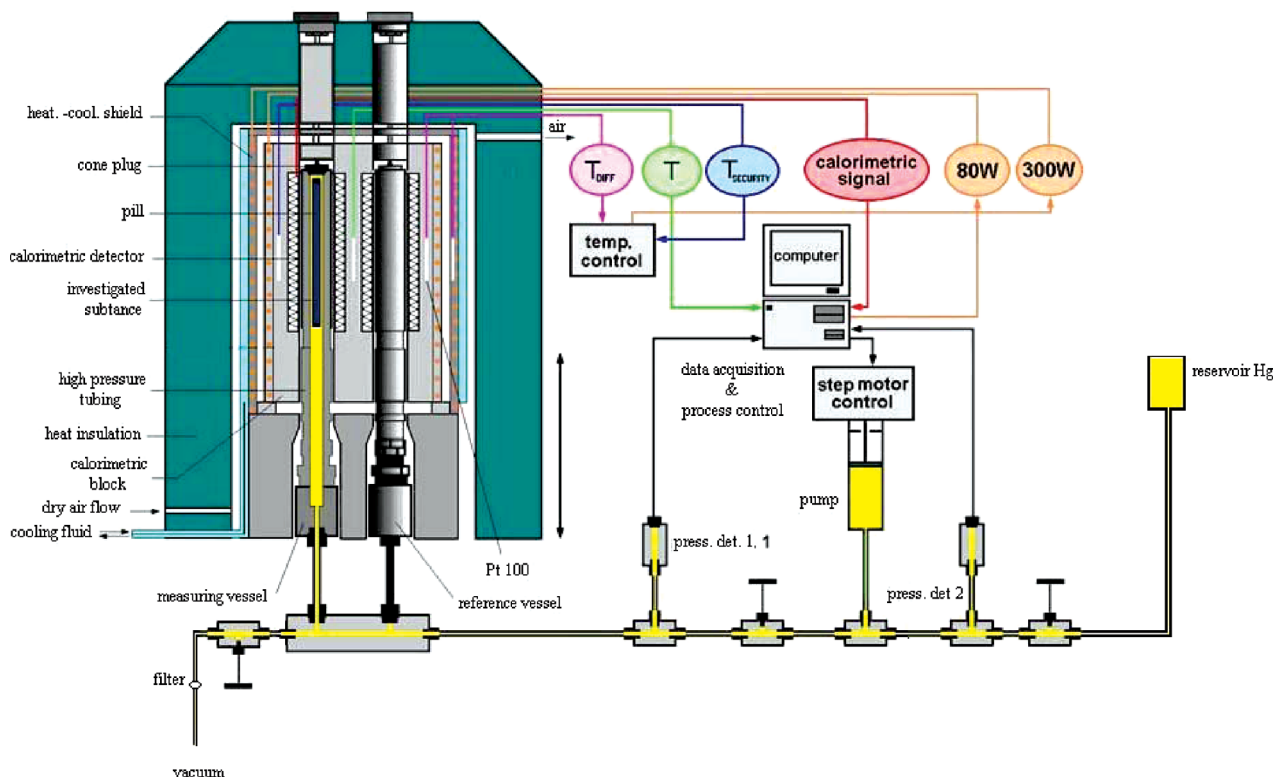 heat. -cool. shield
cone plug
pill
calorimetric detector
investigated
subtance
high pressure
tubing
heat insulation
calorimetric
block
dry air flow
cooling fluid
air
T DIFF
T
T SECURITY
calorimetric
signal
80W
300W
temp.
control
computer
data acquisition
&
process control
step motor
control
reservoir Hg
pump
press. det. 1, 1
press. det 2
Pt 100
measuring vessel
reference vessel
filter
vacuum